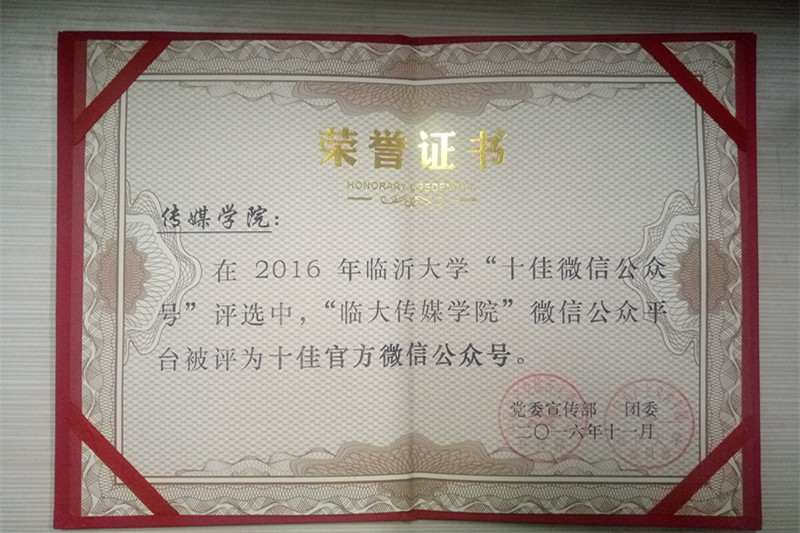 荣誉证书
HONORARY CREDENTIAL
传媒学院：
在 2016 年临沂大学“十佳微信公众
号”评选中，“临大传媒学院”微信公众平
台被评为十佳官方微信公众号。
党委宣传部 团委
二〇一六年十一月